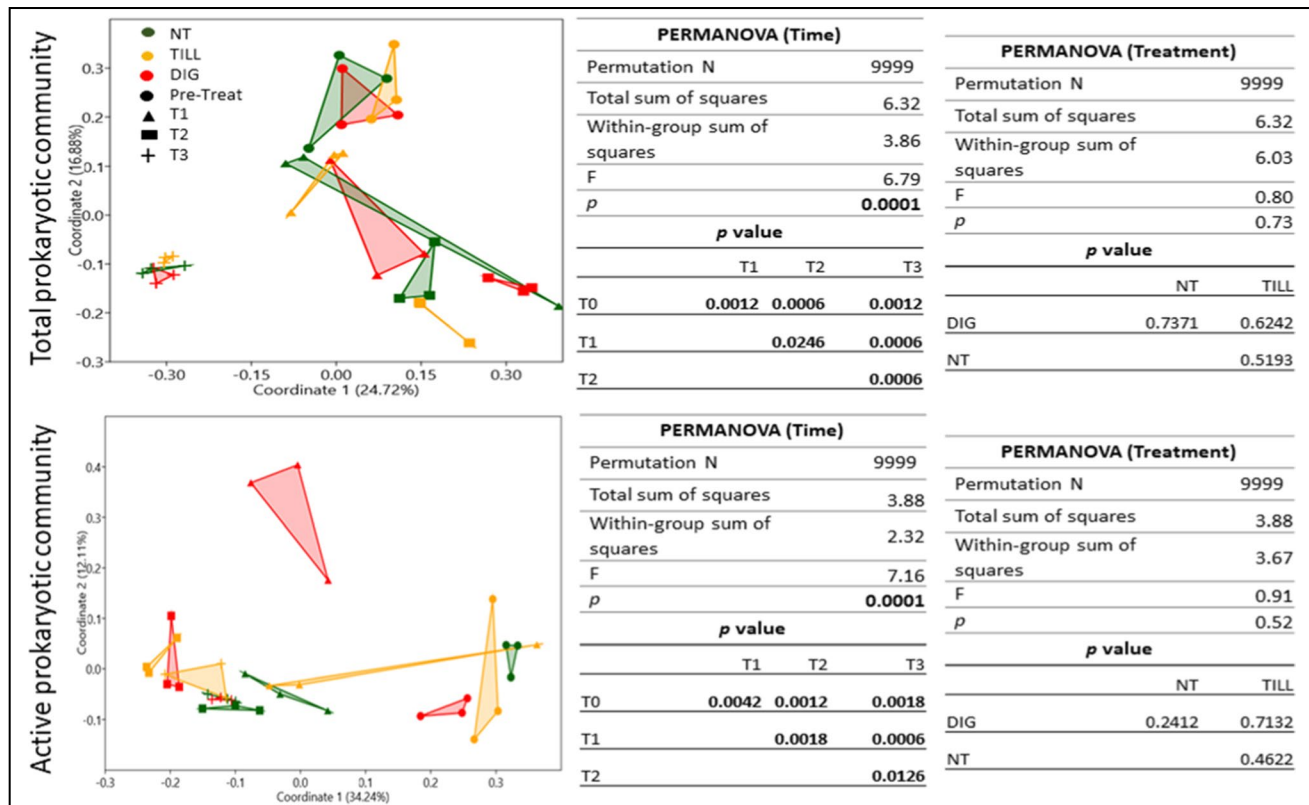 Total prokaryotic community
Coordinate 2 (16.88%)
0.3
0.2
0.1
0.0
-0.1
-0.2
-0.3
NT
TILL
DIG
Pre-Treat
T1
T2
T3
-0.30 -0.15 0.00 0.15 0.30
Coordinate 1 (24.72%)
PERMANOVA (Time)
Permutation N 9999
Total sum of squares 6.32
Within-group sum of squares 3.86
F 6.79
p 0.0001
p value
T1 T2 T3
T0 0.0012 0.0006 0.0012
T1 0.0246 0.0006
T2 0.0006
PERMANOVA (Treatment)
Permutation N 9999
Total sum of squares 6.32
Within-group sum of squares 6.03
F 0.80
p 0.73
p value
NT TILL
DIG 0.7371 0.6242
NT 0.5193
Active prokaryotic community
Coordinate 2 (12.11%)
0.4
0.3
0.2
0.1
0.0
-0.1
-0.3 -0.2 -0.1 0.0 0.1 0.2 0.3
Coordinate 1 (34.24%)
PERMANOVA (Time)
Permutation N 9999
Total sum of squares 3.88
Within-group sum of squares 2.32
F 7.16
p 0.0001
p value
T1 T2 T3
T0 0.0042 0.0012 0.0018
T1 0.0018 0.0006
T2 0.0126
PERMANOVA (Treatment)
Permutation N 9999
Total sum of squares 3.88
Within-group sum of squares 3.67
F 0.91
p 0.52
p value
NT TILL
DIG 0.2412 0.7132
NT 0.4622